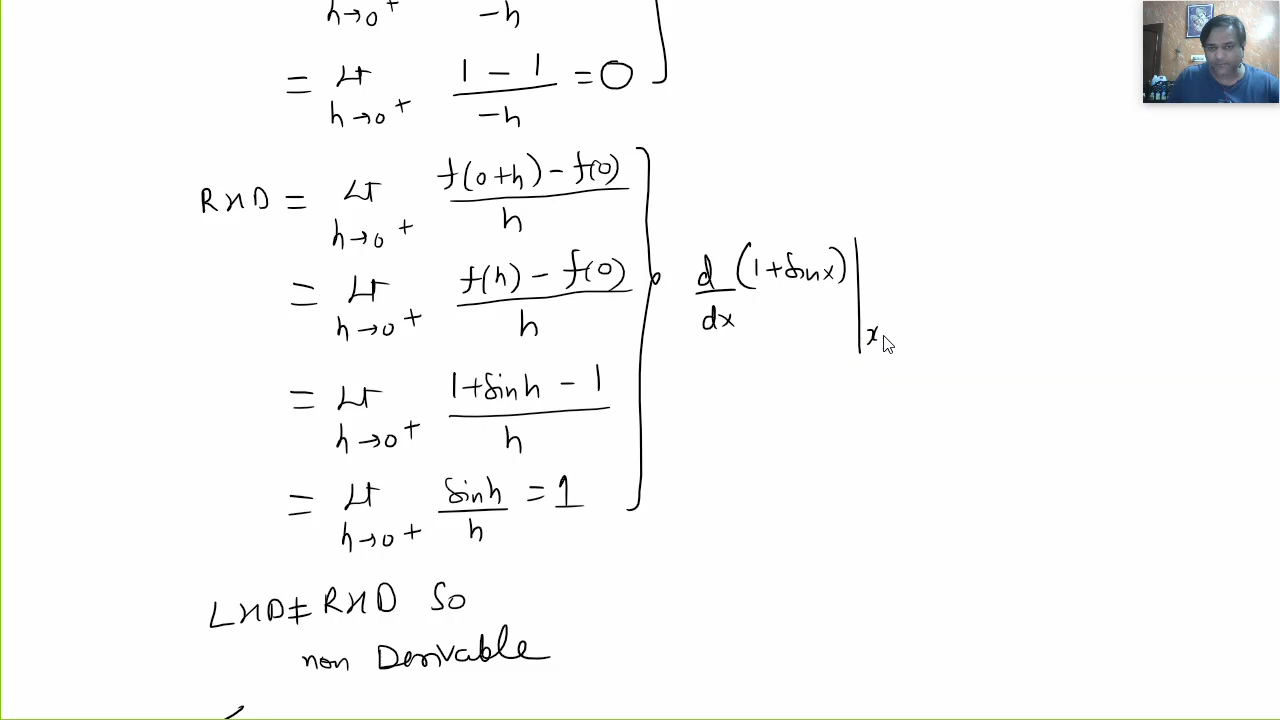 h→0⁺ -h
= Lt 1 - 1 = 0
h→0⁺ -h
RHD = Lt f(0+h) - f(0)
h→0⁺ h
= Lt f(h) - f(0)
h→0⁺ h
d/dx (1+sinx) | x
= Lt 1+sinh - 1
h→0⁺ h
= Lt sinh = 1
h→0⁺ h
LHD ≠ RHD So
non Derivable